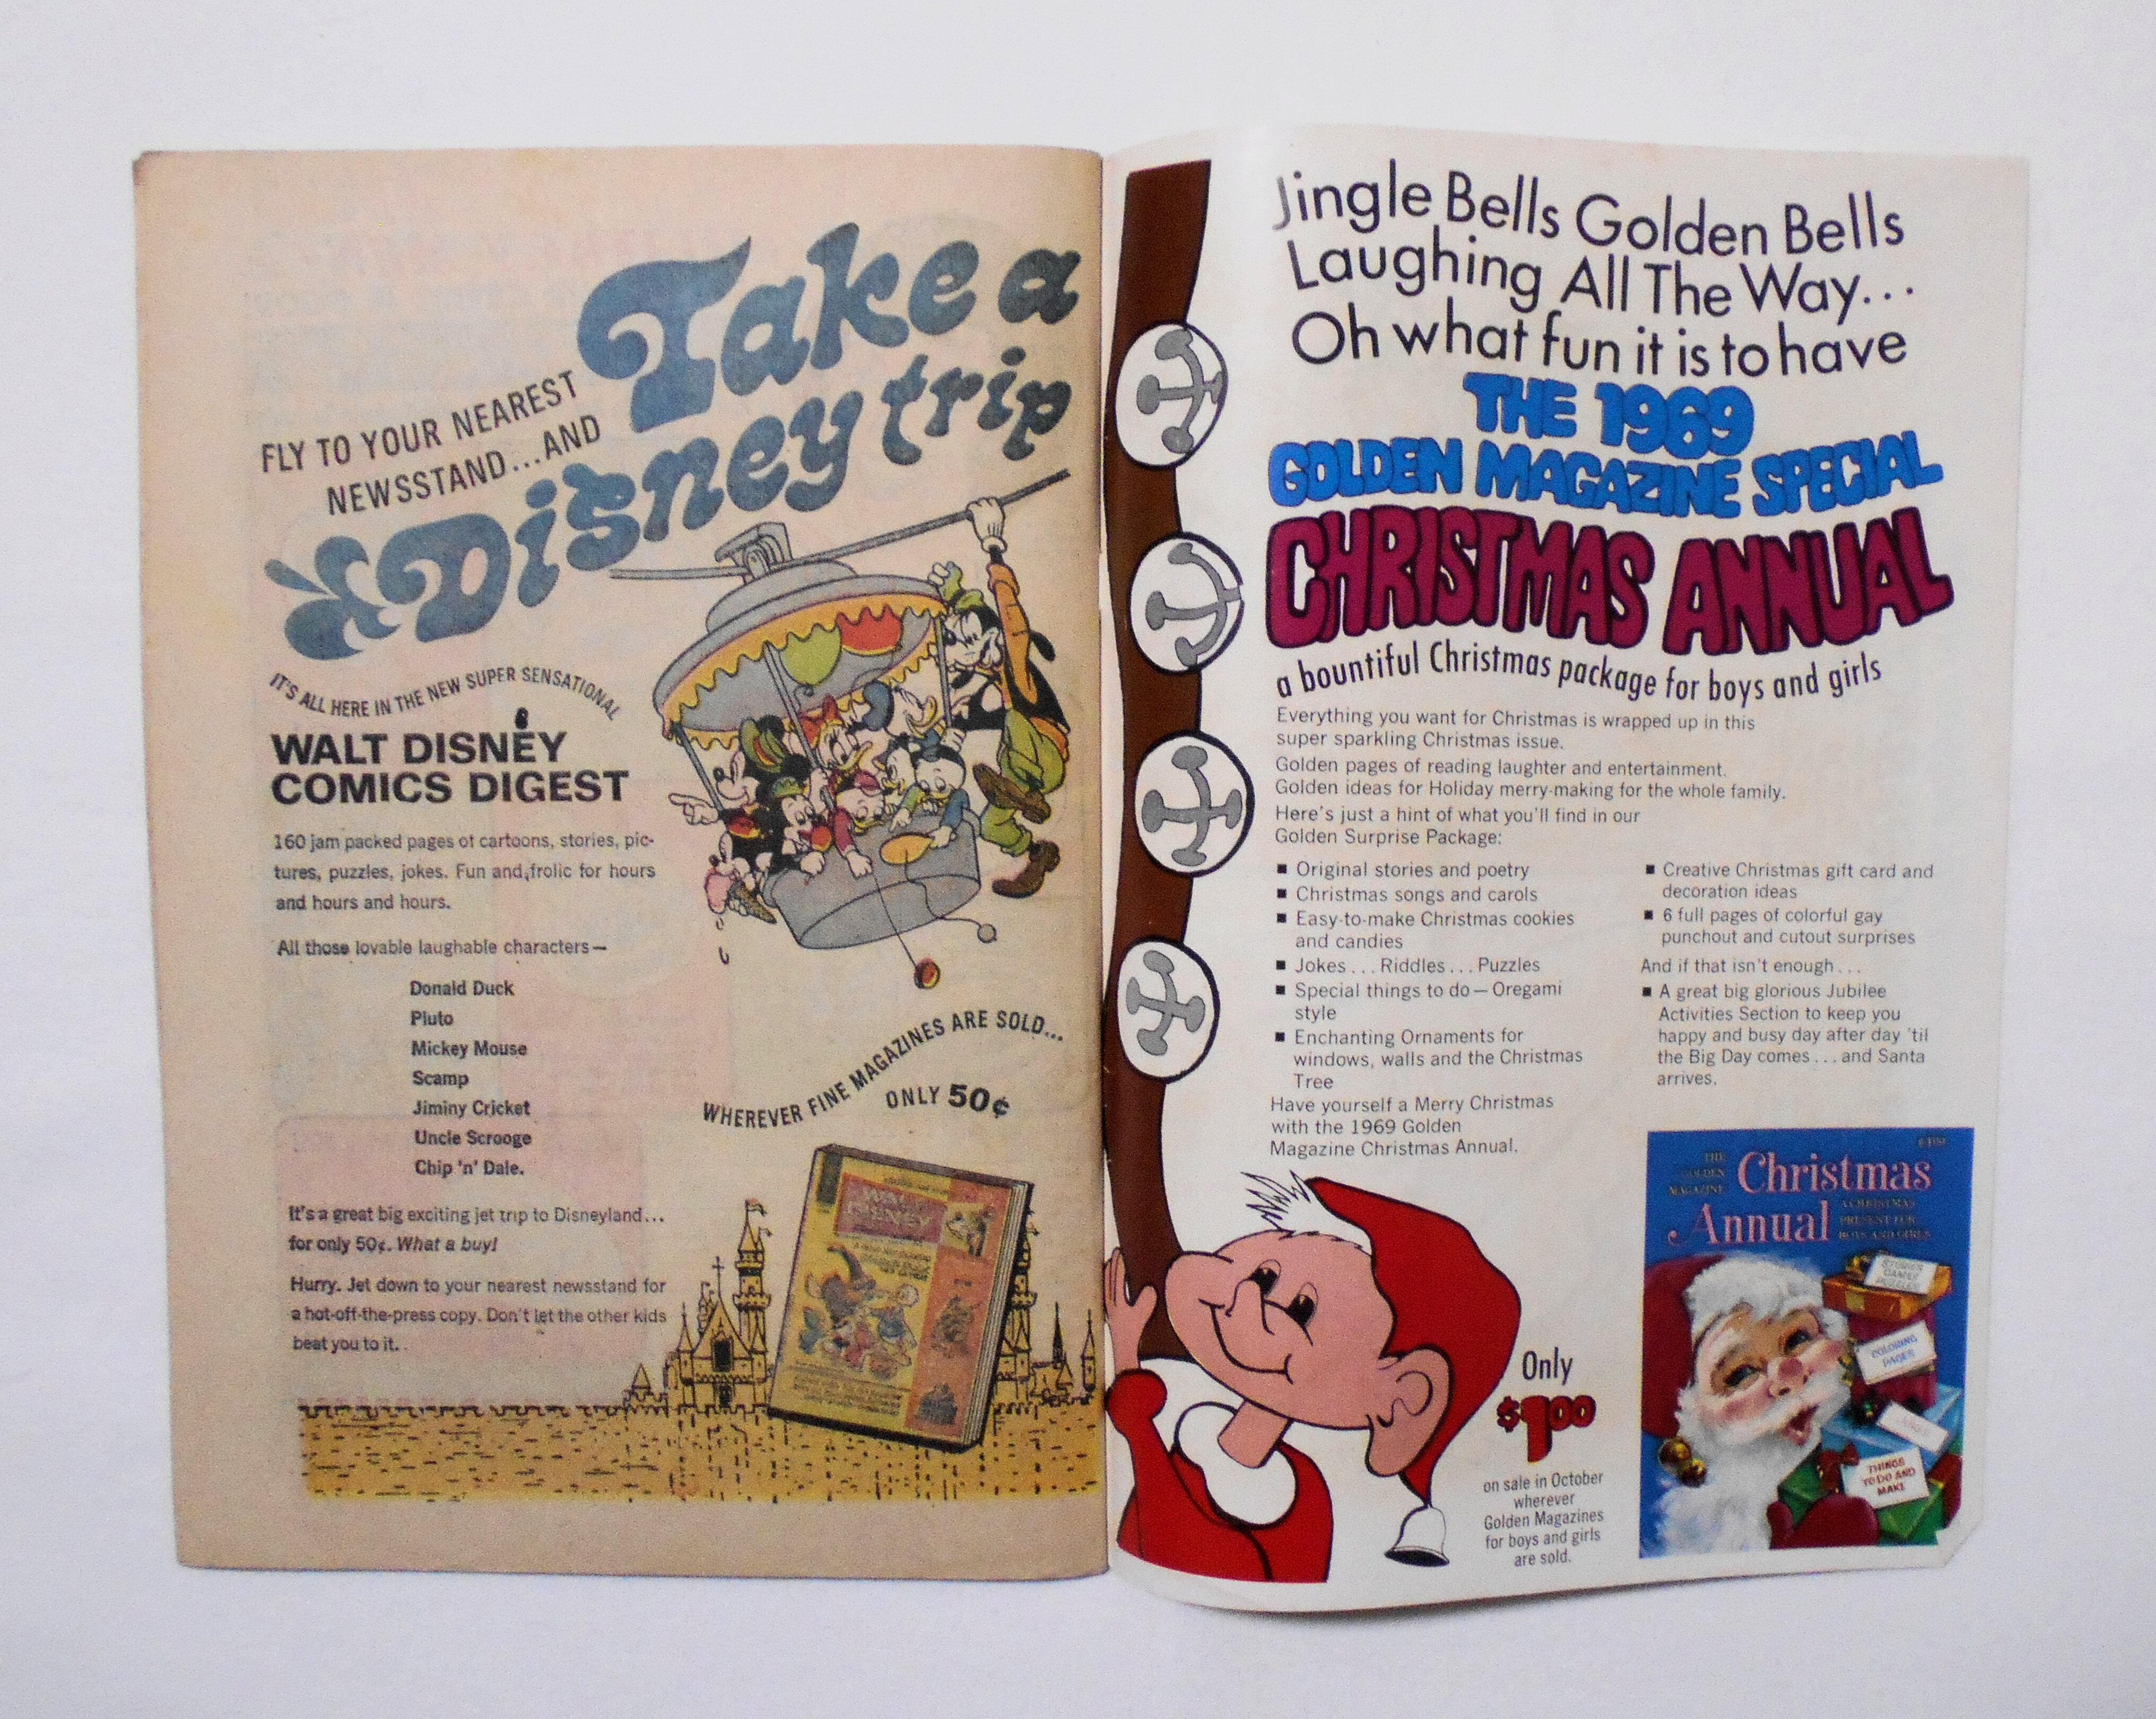 FLY TO YOUR NEAREST
NEWSSTAND...AND
Take a
Disney trip
IT'S ALL HERE IN THE NEW SUPER SENSATIONAL
WALT DISNEY
COMICS DIGEST
160 jam packed pages of cartoons, stories, pic-
tures, puzzles, jokes. Fun and frolic for hours
and hours and hours.
All those lovable laughable characters—
Donald Duck
Pluto
Mickey Mouse
Scamp
Jiminy Cricket
Uncle Scrooge
Chip 'n' Dale.
It's a great big exciting jet trip to Disneyland...
for only 50¢. What a buy!
Hurry. Jet down to your nearest newsstand for
a hot-off-the-press copy. Don't let the other kids
beat you to it.
WHEREVER FINE MAGAZINES ARE SOLD...
ONLY 50¢
WALT
DISNEY
Jingle Bells Golden Bells
Laughing All The Way...
Oh what fun it is to have
THE 1969
GOLDEN MAGAZINE SPECIAL
CHRISTMAS ANNUAL
a bountiful Christmas package for boys and girls
Everything you want for Christmas is wrapped up in this
super sparkling Christmas issue.
Golden pages of reading laughter and entertainment.
Golden ideas for Holiday merry-making for the whole family.
Here's just a hint of what you'll find in our
Golden Surprise Package:
■ Original stories and poetry
■ Christmas songs and carols
■ Easy-to-make Christmas cookies
and candies
■ Jokes... Riddles... Puzzles
■ Special things to do — Oregami
style
■ Enchanting Ornaments for
windows, walls and the Christmas
Tree
Have yourself a Merry Christmas
with the 1969 Golden
Magazine Christmas Annual.
■ Creative Christmas gift card and
decoration ideas
■ 6 full pages of colorful gay
punchout and cutout surprises
And if that isn't enough...
■ A great big glorious Jubilee
Activities Section to keep you
happy and busy day after day 'til
the Big Day comes... and Santa
arrives.
Only
$1.00
on sale in October
wherever
Golden Magazines
for boys and girls
are sold.
THE
GOLDEN
MAGAZINE
Christmas
Annual
A CHRISTMAS
PRESENT FOR
BOYS AND GIRLS
STORIES
GAMES
PUZZLES
COLORING
PAGES
THINGS
TO DO AND
MAKE